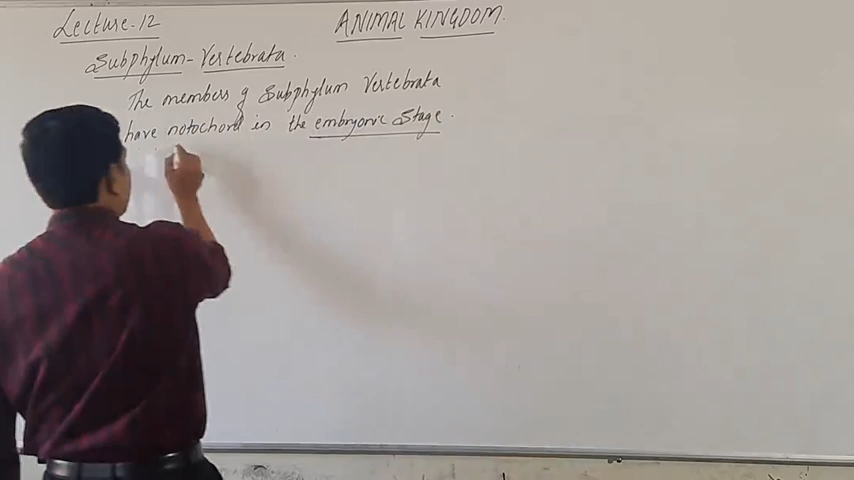 Lecture-12
ANIMAL KINGDOM.
Subphylum-Vertebrata.
The members of Subphylum Vertebrata
have notochord in the embryonic Stage.